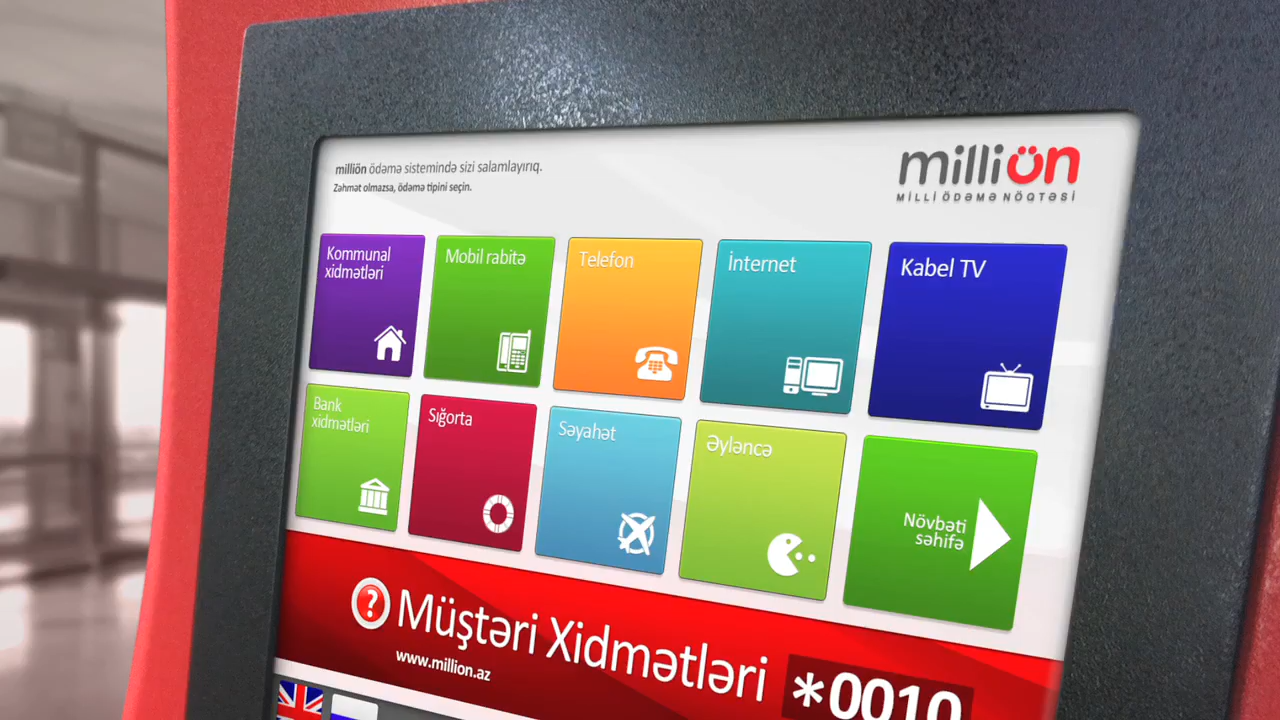 milliön ödəmə sistemində sizi salamlayırıq.
Zəhmət olmazsa, ödəmə tipini seçin.
milliön
MİLLİ ÖDƏMƏ NÖQTƏSİ
Kommunal
xidmətləri
Mobil rabitə
Telefon
İnternet
Kabel TV
Bank
xidmətləri
Sığorta
Səyahət
Əyləncə
Növbəti
səhifə
? Müştəri Xidmətləri *0010
www.million.az